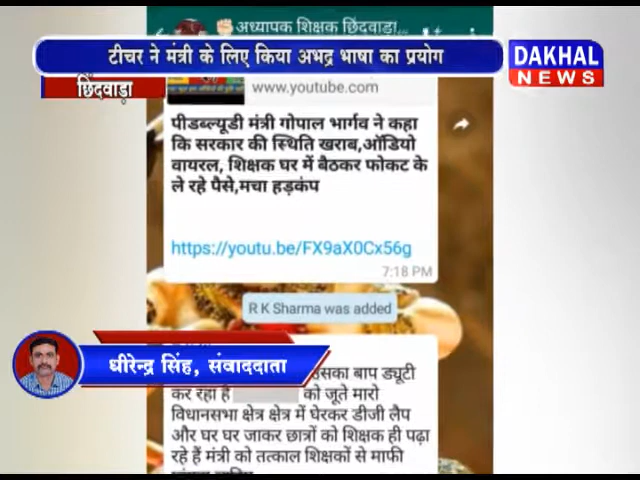 अध्यापक शिक्षक छिंदवाड़ा...
टीचर ने मंत्री के लिए किया अभद्र भाषा का प्रयोग
DAKHAL
NEWS
छिंदवाड़ा
www.youtube.com
पीडब्ल्यूडी मंत्री गोपाल भार्गव ने कहा
कि सरकार की स्थिति खराब,ऑडियो
वायरल, शिक्षक घर में बैठकर फोकट के
ले रहे पैसे,मचा हड़कंप
https://youtu.be/FX9aX0Cx56g
7:18 PM
R K Sharma was added
धीरेन्द्र सिंह, संवाददाता
उसका बाप ड्यूटी
कर रहा है को जूते मारो
विधानसभा क्षेत्र क्षेत्र में घेरकर डीजी लैप
और घर घर जाकर छात्रों को शिक्षक ही पढ़ा
रहे हैं मंत्री को तत्काल शिक्षकों से माफी